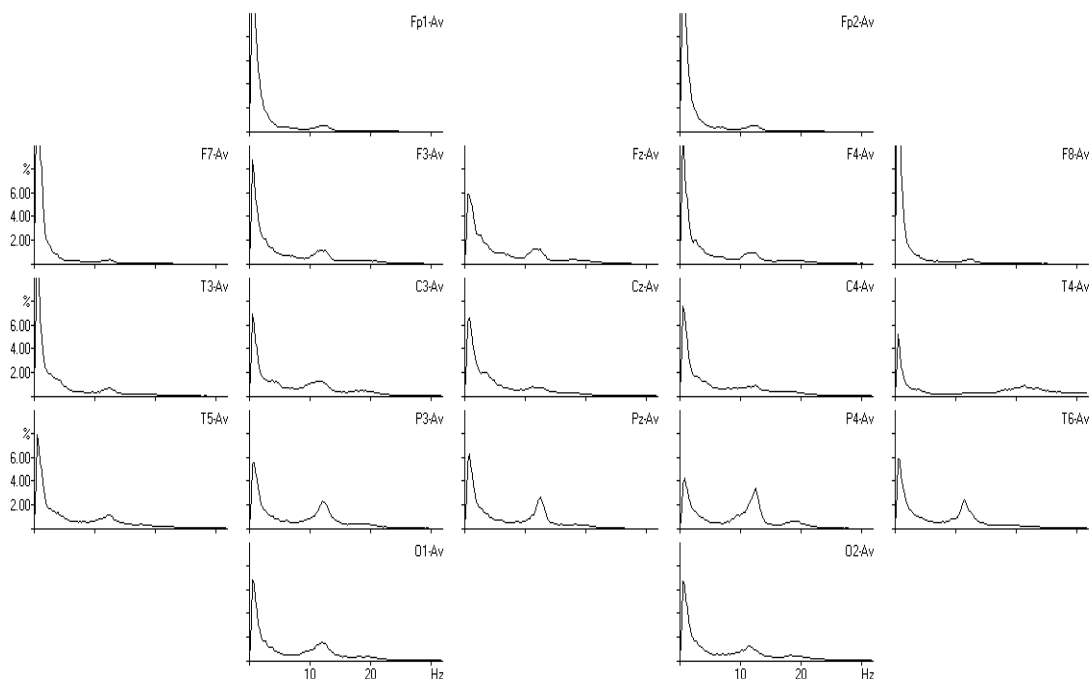 Fp1-Av Fp2-Av
F7-Av F3-Av Fz-Av F4-Av F8-Av
%
6.00
4.00
2.00
T3-Av C3-Av Cz-Av C4-Av T4-Av
%
6.00
4.00
2.00
T5-Av P3-Av Pz-Av P4-Av T6-Av
%
6.00
4.00
2.00
O1-Av O2-Av
10 20 Hz 10 20 Hz